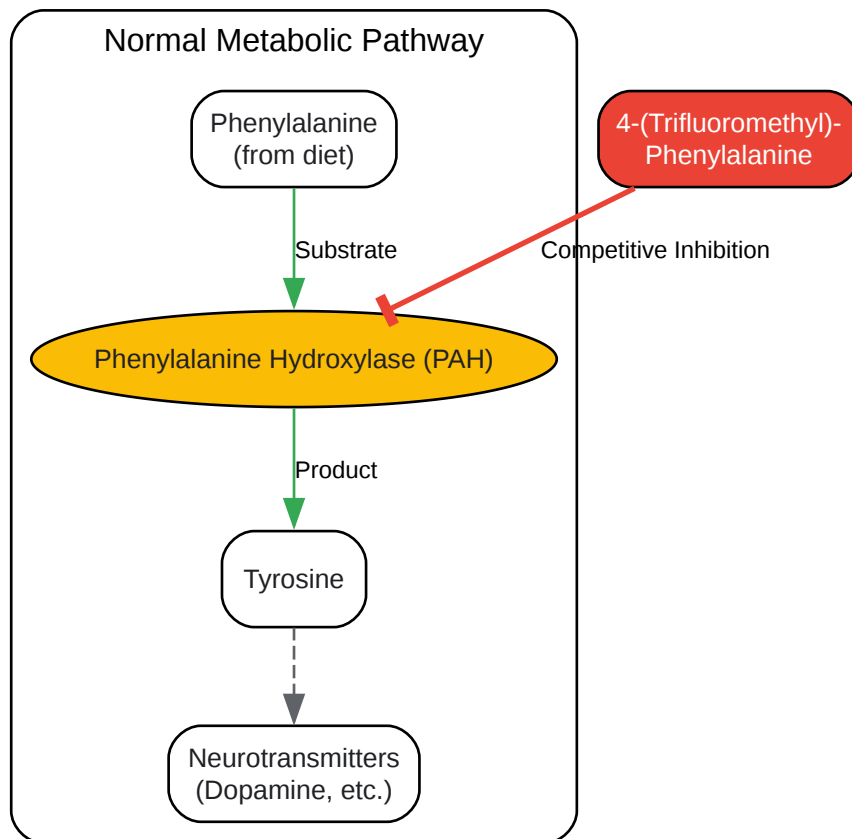 Normal Metabolic Pathway
Phenylalanine
(from diet)
4-(Trifluoromethyl)-
Phenylalanine
Substrate
Competitive Inhibition
Phenylalanine Hydroxylase (PAH)
Product
Tyrosine
Neurotransmitters
(Dopamine, etc.)